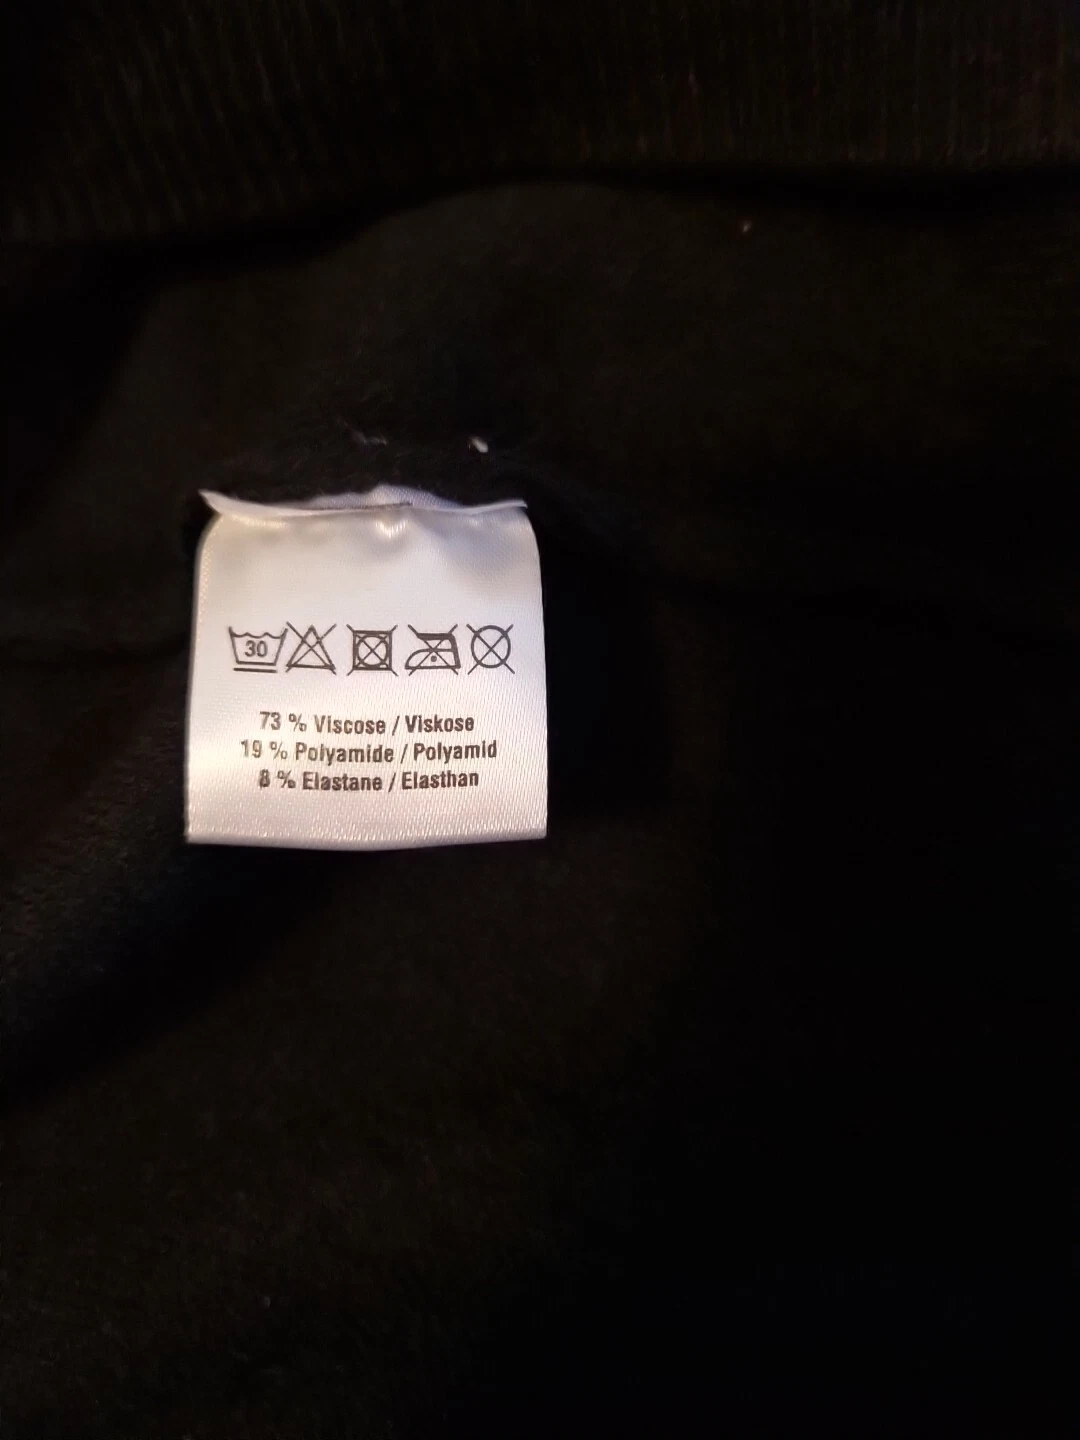 30
73 % Viscose / Viskose
19 % Polyamide / Polyamid
8 % Elastane / Elasthan